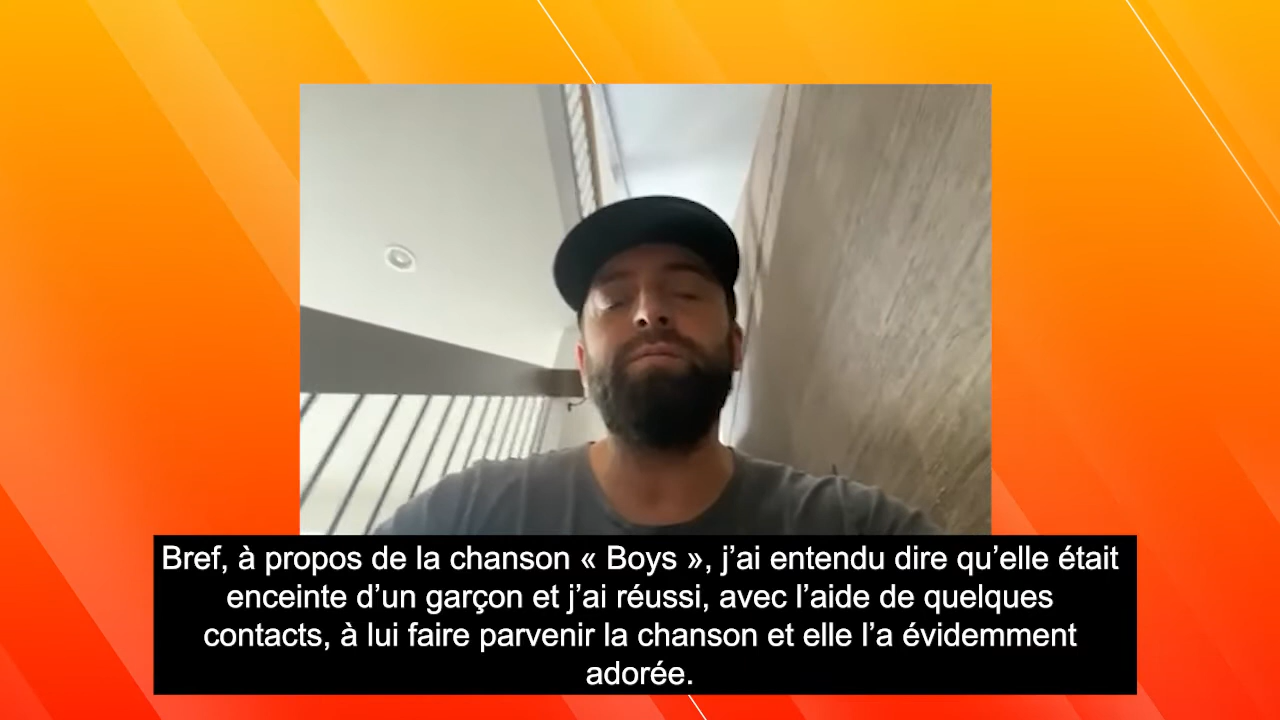 Bref, à propos de la chanson « Boys », j’ai entendu dire qu’elle était
enceinte d’un garçon et j’ai réussi, avec l’aide de quelques
contacts, à lui faire parvenir la chanson et elle l’a évidemment
adorée.